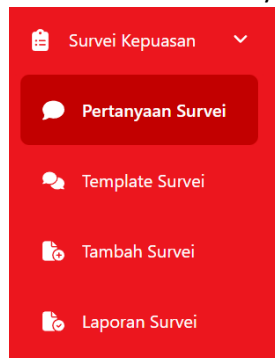 Survei Kepuasan
Pertanyaan Survei
Template Survei
Tambah Survei
Laporan Survei